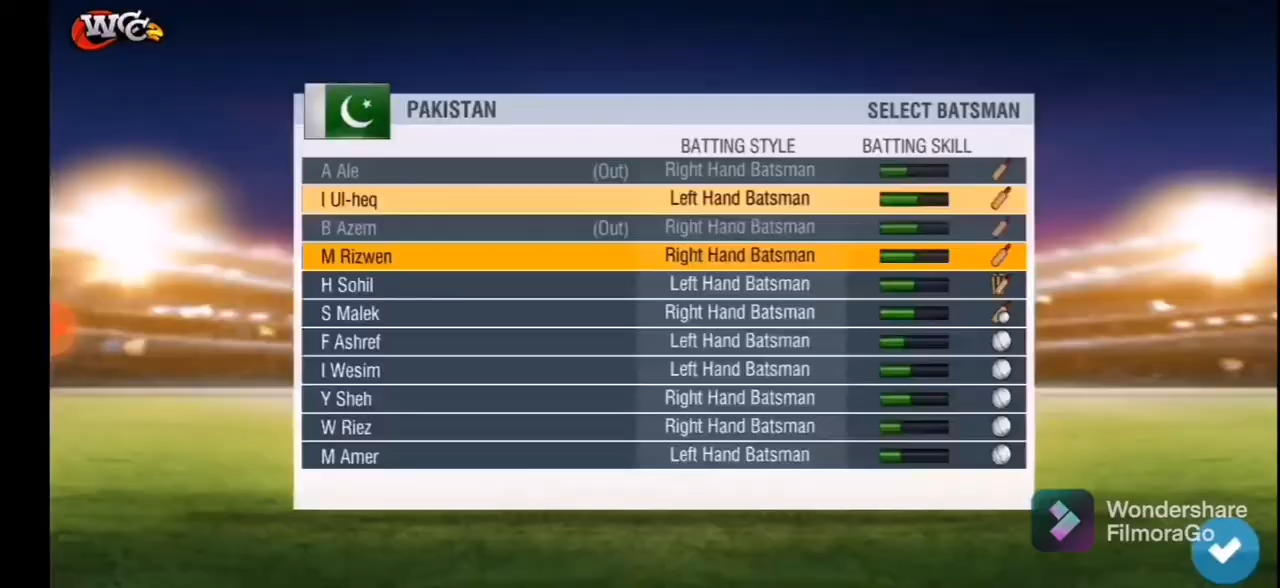 WCC
PAKISTAN SELECT BATSMAN
BATTING STYLE BATTING SKILL
A Ale (Out) Right Hand Batsman
I Ul-heq Left Hand Batsman
B Azem (Out) Right Hand Batsman
M Rizwen Right Hand Batsman
H Sohil Left Hand Batsman
S Malek Right Hand Batsman
F Ashref Left Hand Batsman
I Wesim Left Hand Batsman
Y Sheh Right Hand Batsman
W Riez Right Hand Batsman
M Amer Left Hand Batsman
Wondershare
FilmoraGo